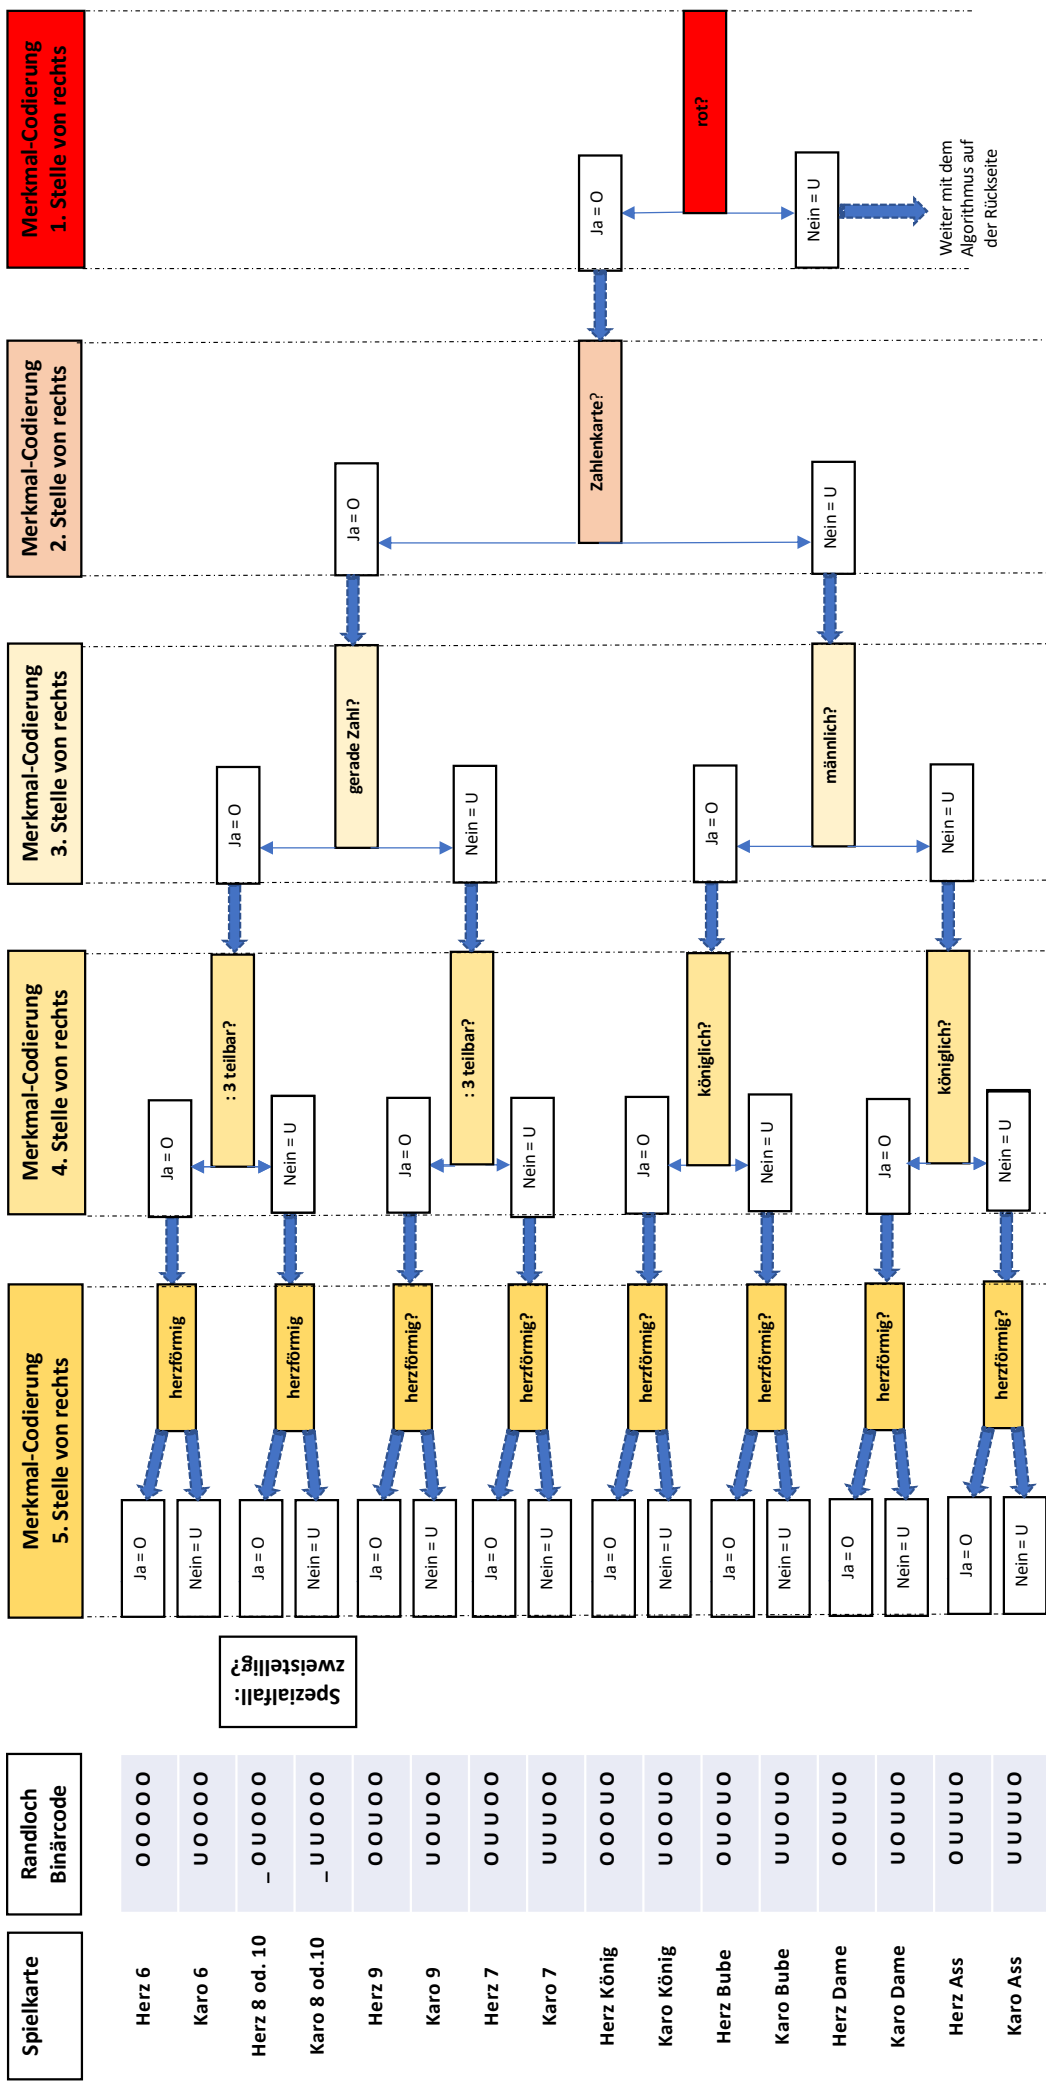 Spielkarte
Randloch
Binärcode
Merkmal-Codierung
5. Stelle von rechts
Merkmal-Codierung
4. Stelle von rechts
Merkmal-Codierung
3. Stelle von rechts
Merkmal-Codierung
2. Stelle von rechts
Merkmal-Codierung
1. Stelle von rechts
Herz 6
Karo 6
Herz 8 od. 10
Karo 8 od.10
Herz 9
Karo 9
Herz 7
Karo 7
Herz König
Karo König
Herz Bube
Karo Bube
Herz Dame
Karo Dame
Herz Ass
Karo Ass
O O O O O
U O O O O
_ O U O O O
_ U U O O O
O O U O O
U O U O O
O U U O O
U U U O O
O O O U O
U O O U O
O U O U O
U U O U O
O O U U O
U O U U O
O U U U O
U U U U O
Spezialfall:
zweistellig?
Ja = O
Nein = U
Ja = O
Nein = U
Ja = O
Nein = U
Ja = O
Nein = U
Ja = O
Nein = U
Ja = O
Nein = U
Ja = O
Nein = U
Ja = O
Nein = U
herzförmig
herzförmig
herzförmig?
herzförmig?
herzförmig?
herzförmig?
herzförmig?
herzförmig?
Ja = O
Nein = U
Ja = O
Nein = U
Ja = O
Nein = U
Ja = O
Nein = U
: 3 teilbar?
: 3 teilbar?
königlich?
königlich?
Ja = O
Nein = U
Ja = O
Nein = U
gerade Zahl?
männlich?
Ja = O
Nein = U
Zahlenkarte?
Ja = O
Nein = U
rot?
Weiter mit dem
Algorithmus auf
der Rückseite